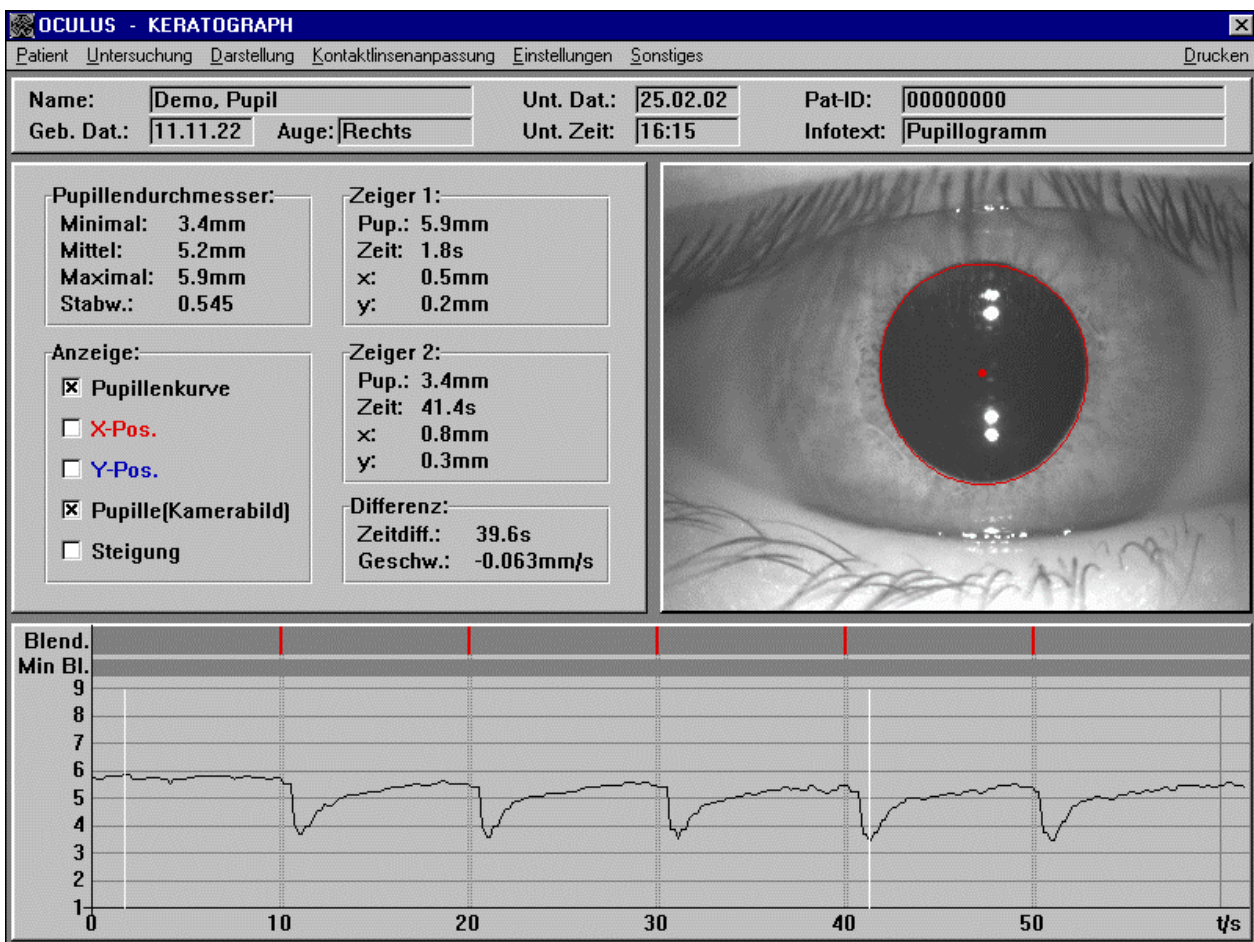 OCULUS - KERATOGRAPH
Patient Untersuchung Darstellung Kontaktlinsenanpassung Einstellungen Sonstiges Drucken
Name: Demo, Pupil Unt. Dat.: 25.02.02 Pat-ID: 00000000
Geb. Dat.: 11.11.22 Auge: Rechts Unt. Zeit: 16:15 Infotext: Pupillogramm
Pupillendurchmesser:
Minimal: 3.4mm
Mittel: 5.2mm
Maximal: 5.9mm
Stabw.: 0.545
Zeiger 1:
Pup.: 5.9mm
Zeit: 1.8s
x: 0.5mm
y: 0.2mm
Anzeige:
Pupillenkurve
X-Pos.
Y-Pos.
Pupille(Kamerabild)
Steigung
Zeiger 2:
Pup.: 3.4mm
Zeit: 41.4s
x: 0.8mm
y: 0.3mm
Differenz:
Zeitdiff.: 39.6s
Geschw.: -0.063mm/s
Blend.
Min Bl.
9
8
7
6
5
4
3
2
1
0 10 20 30 40 50 t/s